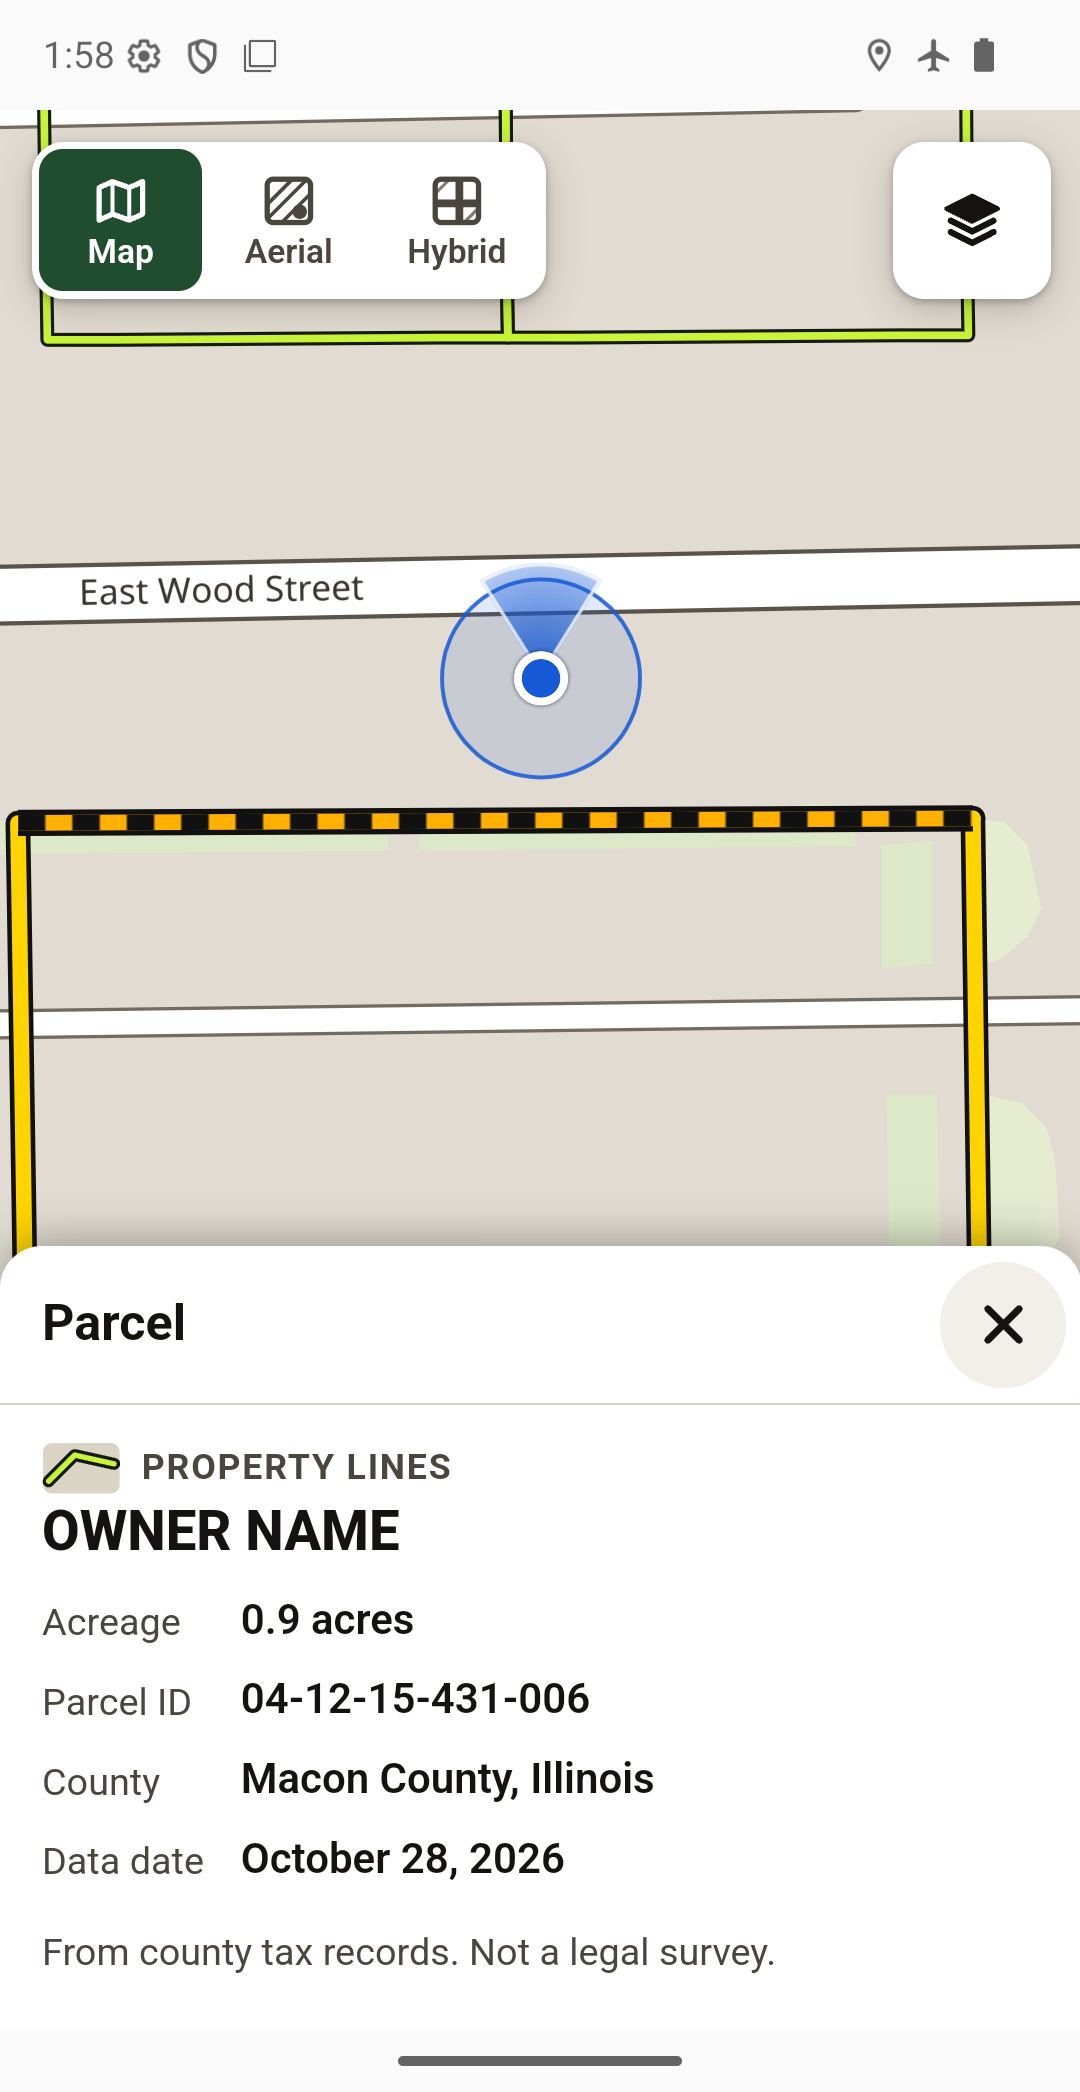 1:58
Map
Aerial
Hybrid
East Wood Street
Parcel
PROPERTY LINES
OWNER NAME
Acreage 0.9 acres
Parcel ID 04-12-15-431-006
County Macon County, Illinois
Data date October 28, 2026
From county tax records. Not a legal survey.